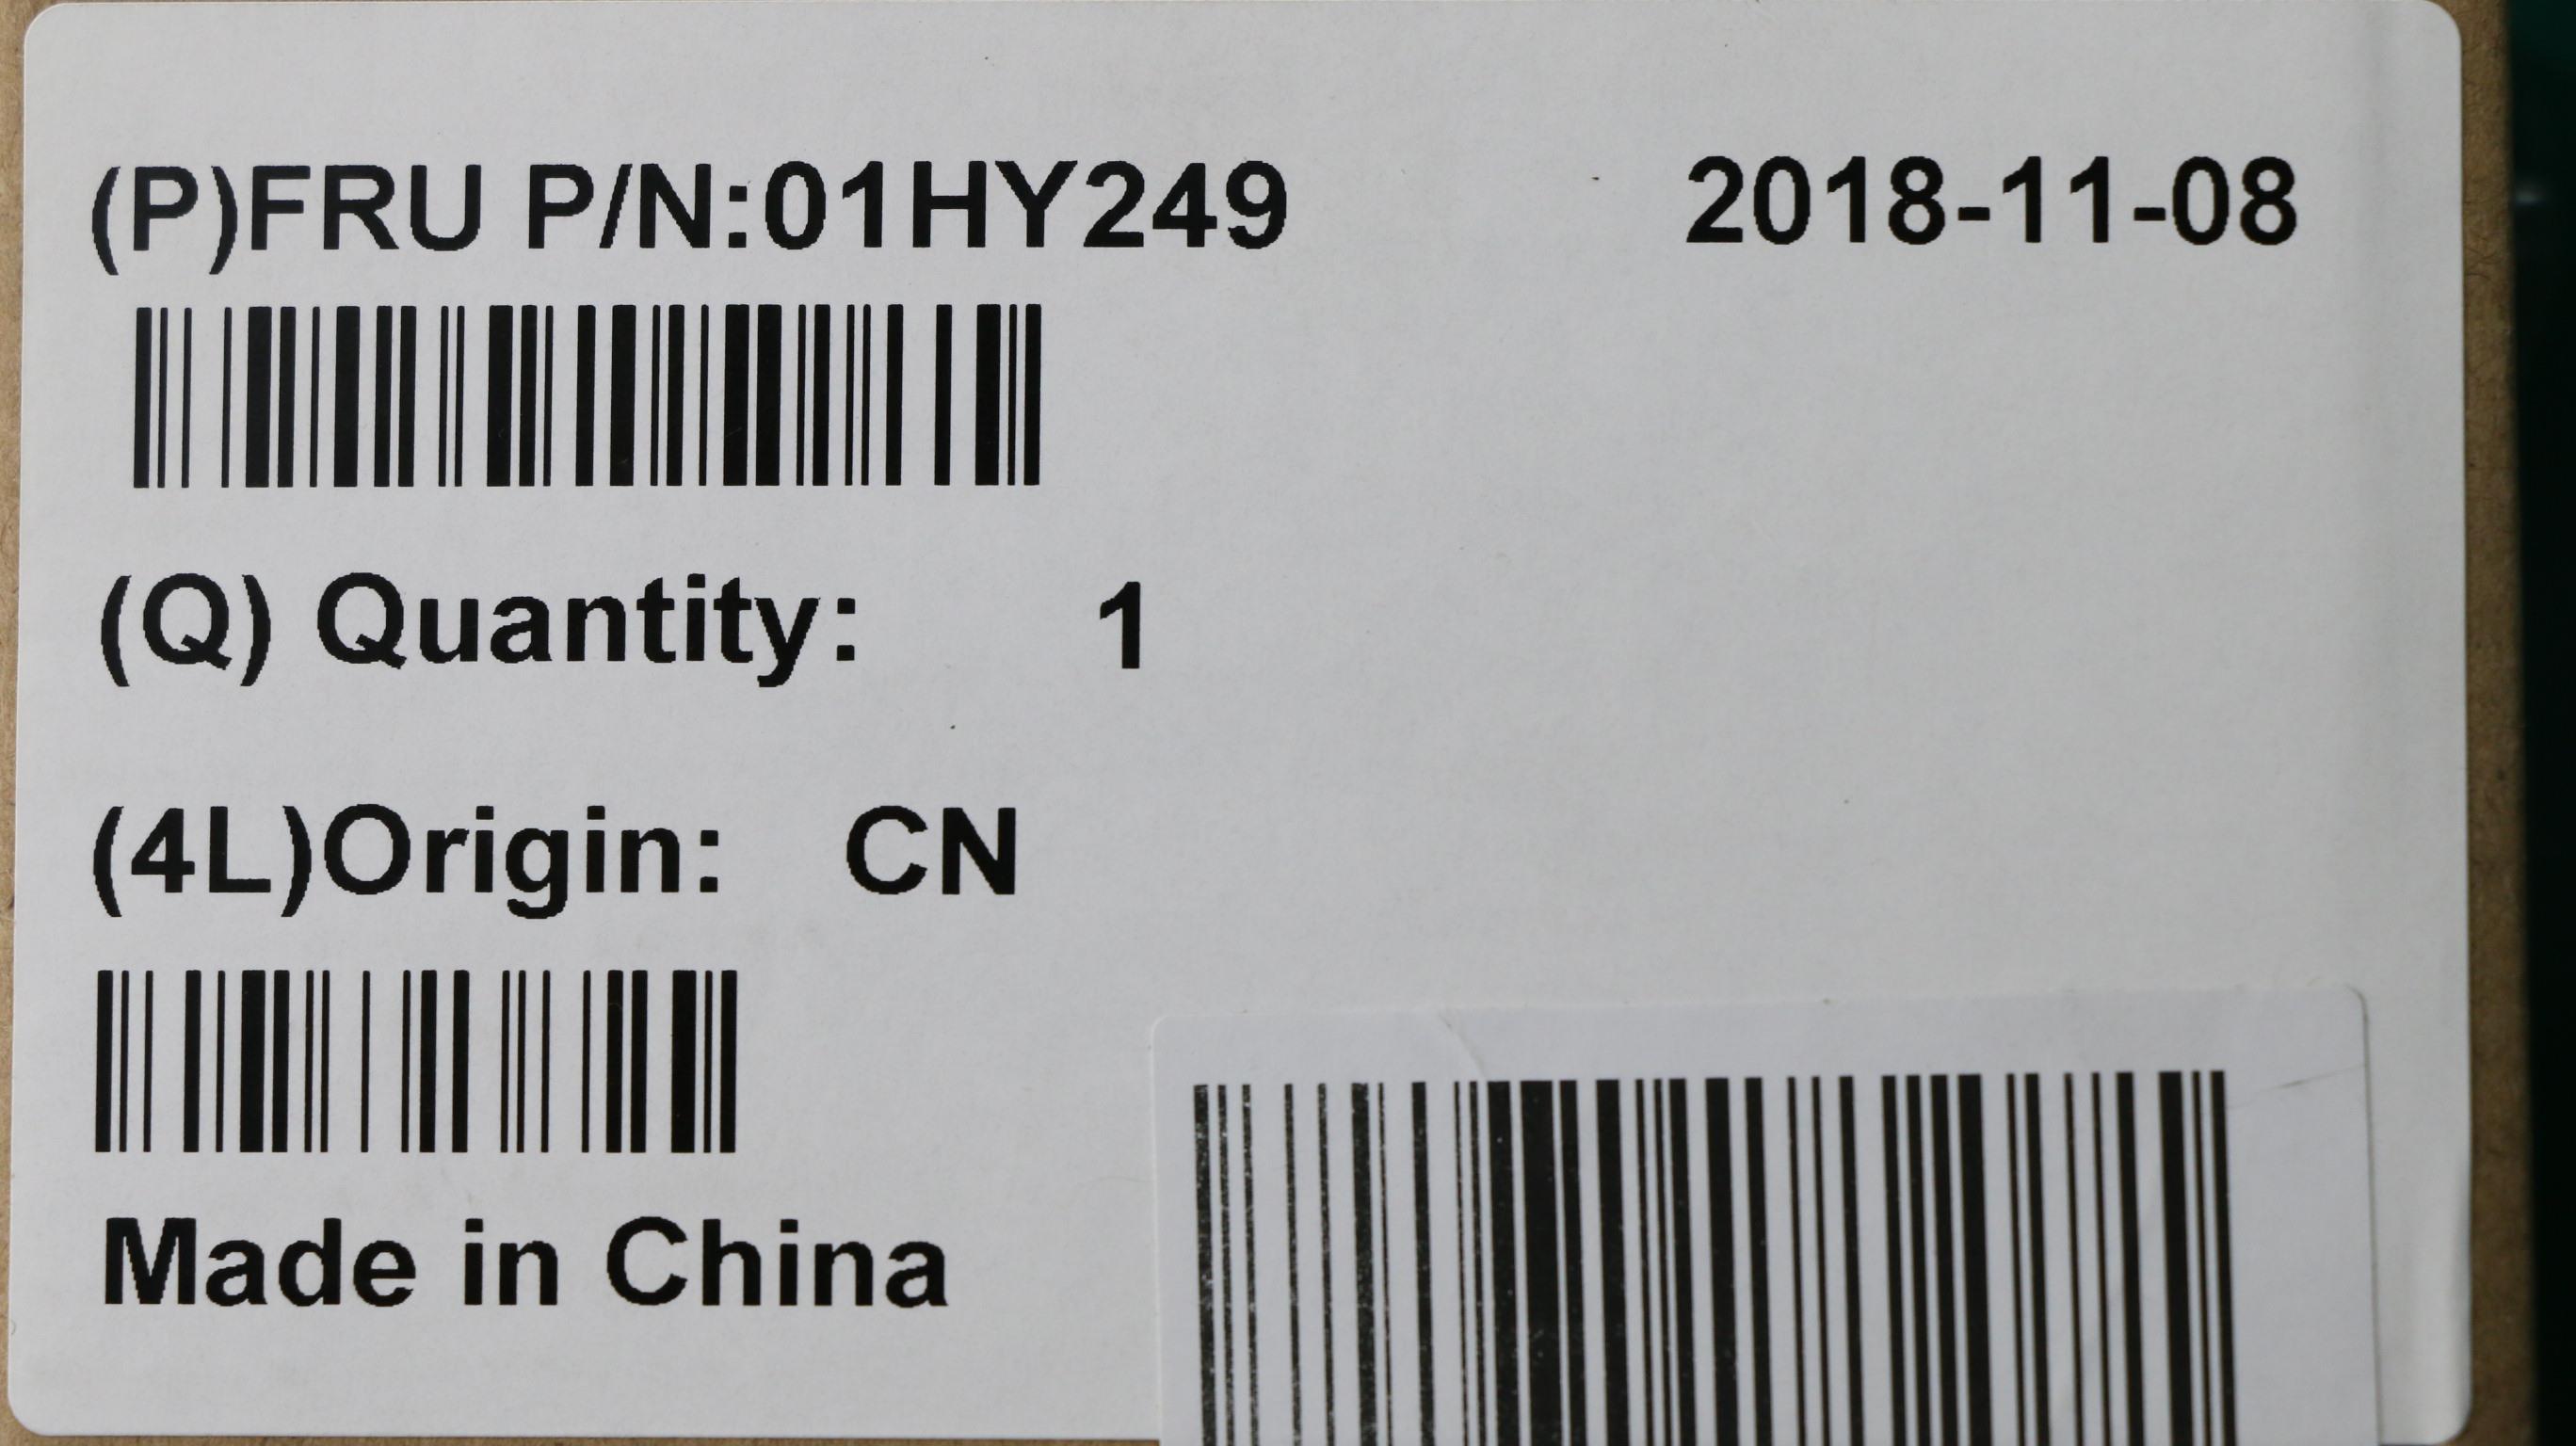 (P)FRU P/N:01HY249 2018-11-08
(Q) Quantity: 1
(4L)Origin: CN
Made in China